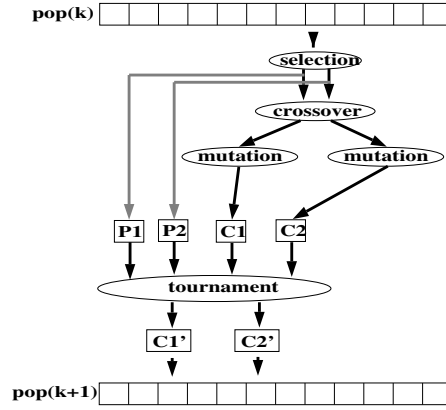 pop(k)
selection
crossover
mutation mutation
P1 P2 C1 C2
tournament
C1' C2'
pop(k+1)